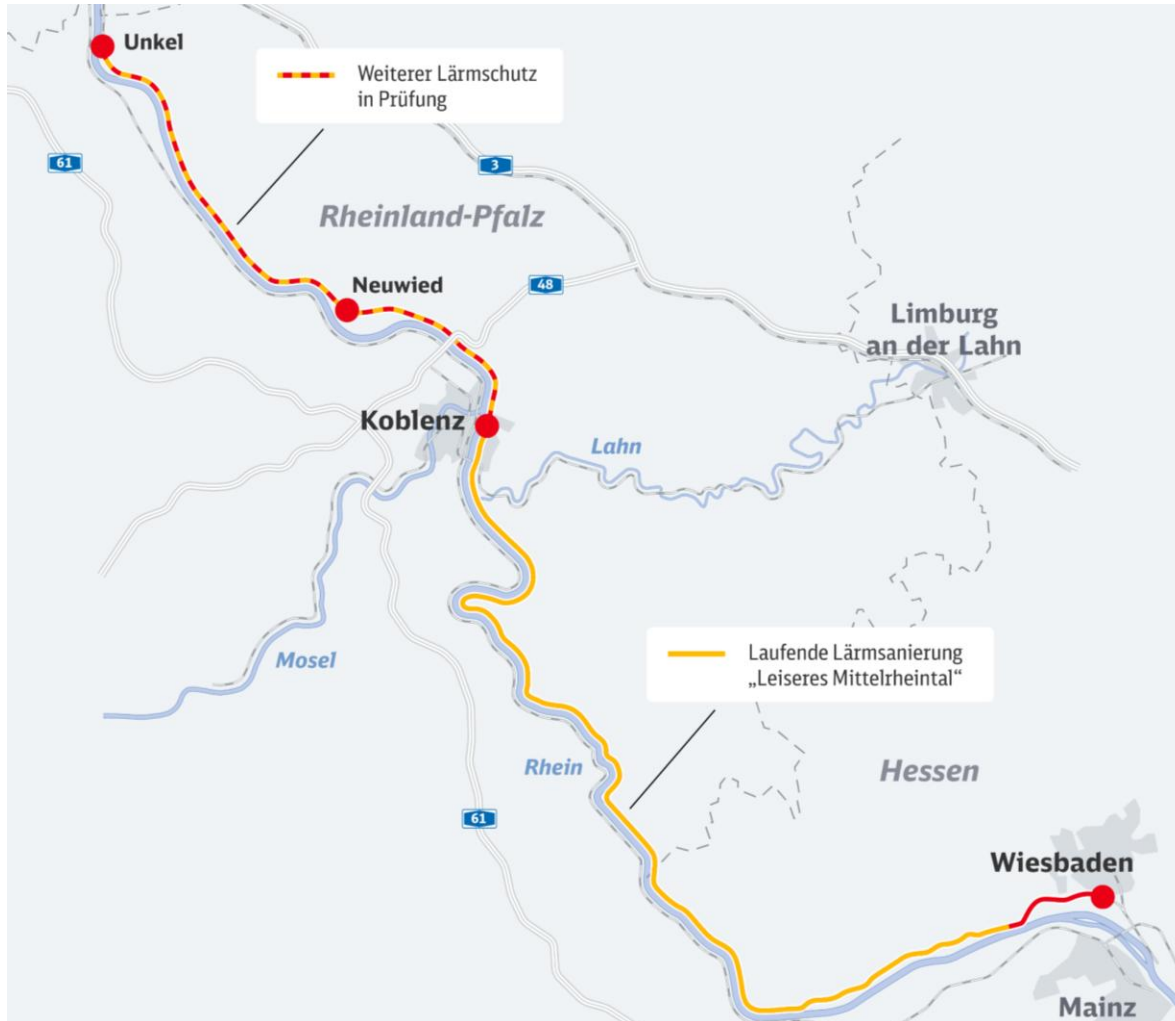 Unkel
Weiterer Lärmschutz
in Prüfung
61
3
Rheinland-Pfalz
Neuwied
48
Limburg
an der Lahn
Koblenz
Lahn
Mosel
Laufende Lärmsanierung
„Leiseres Mittelrheintal“
Rhein
Hessen
61
Wiesbaden
Mainz